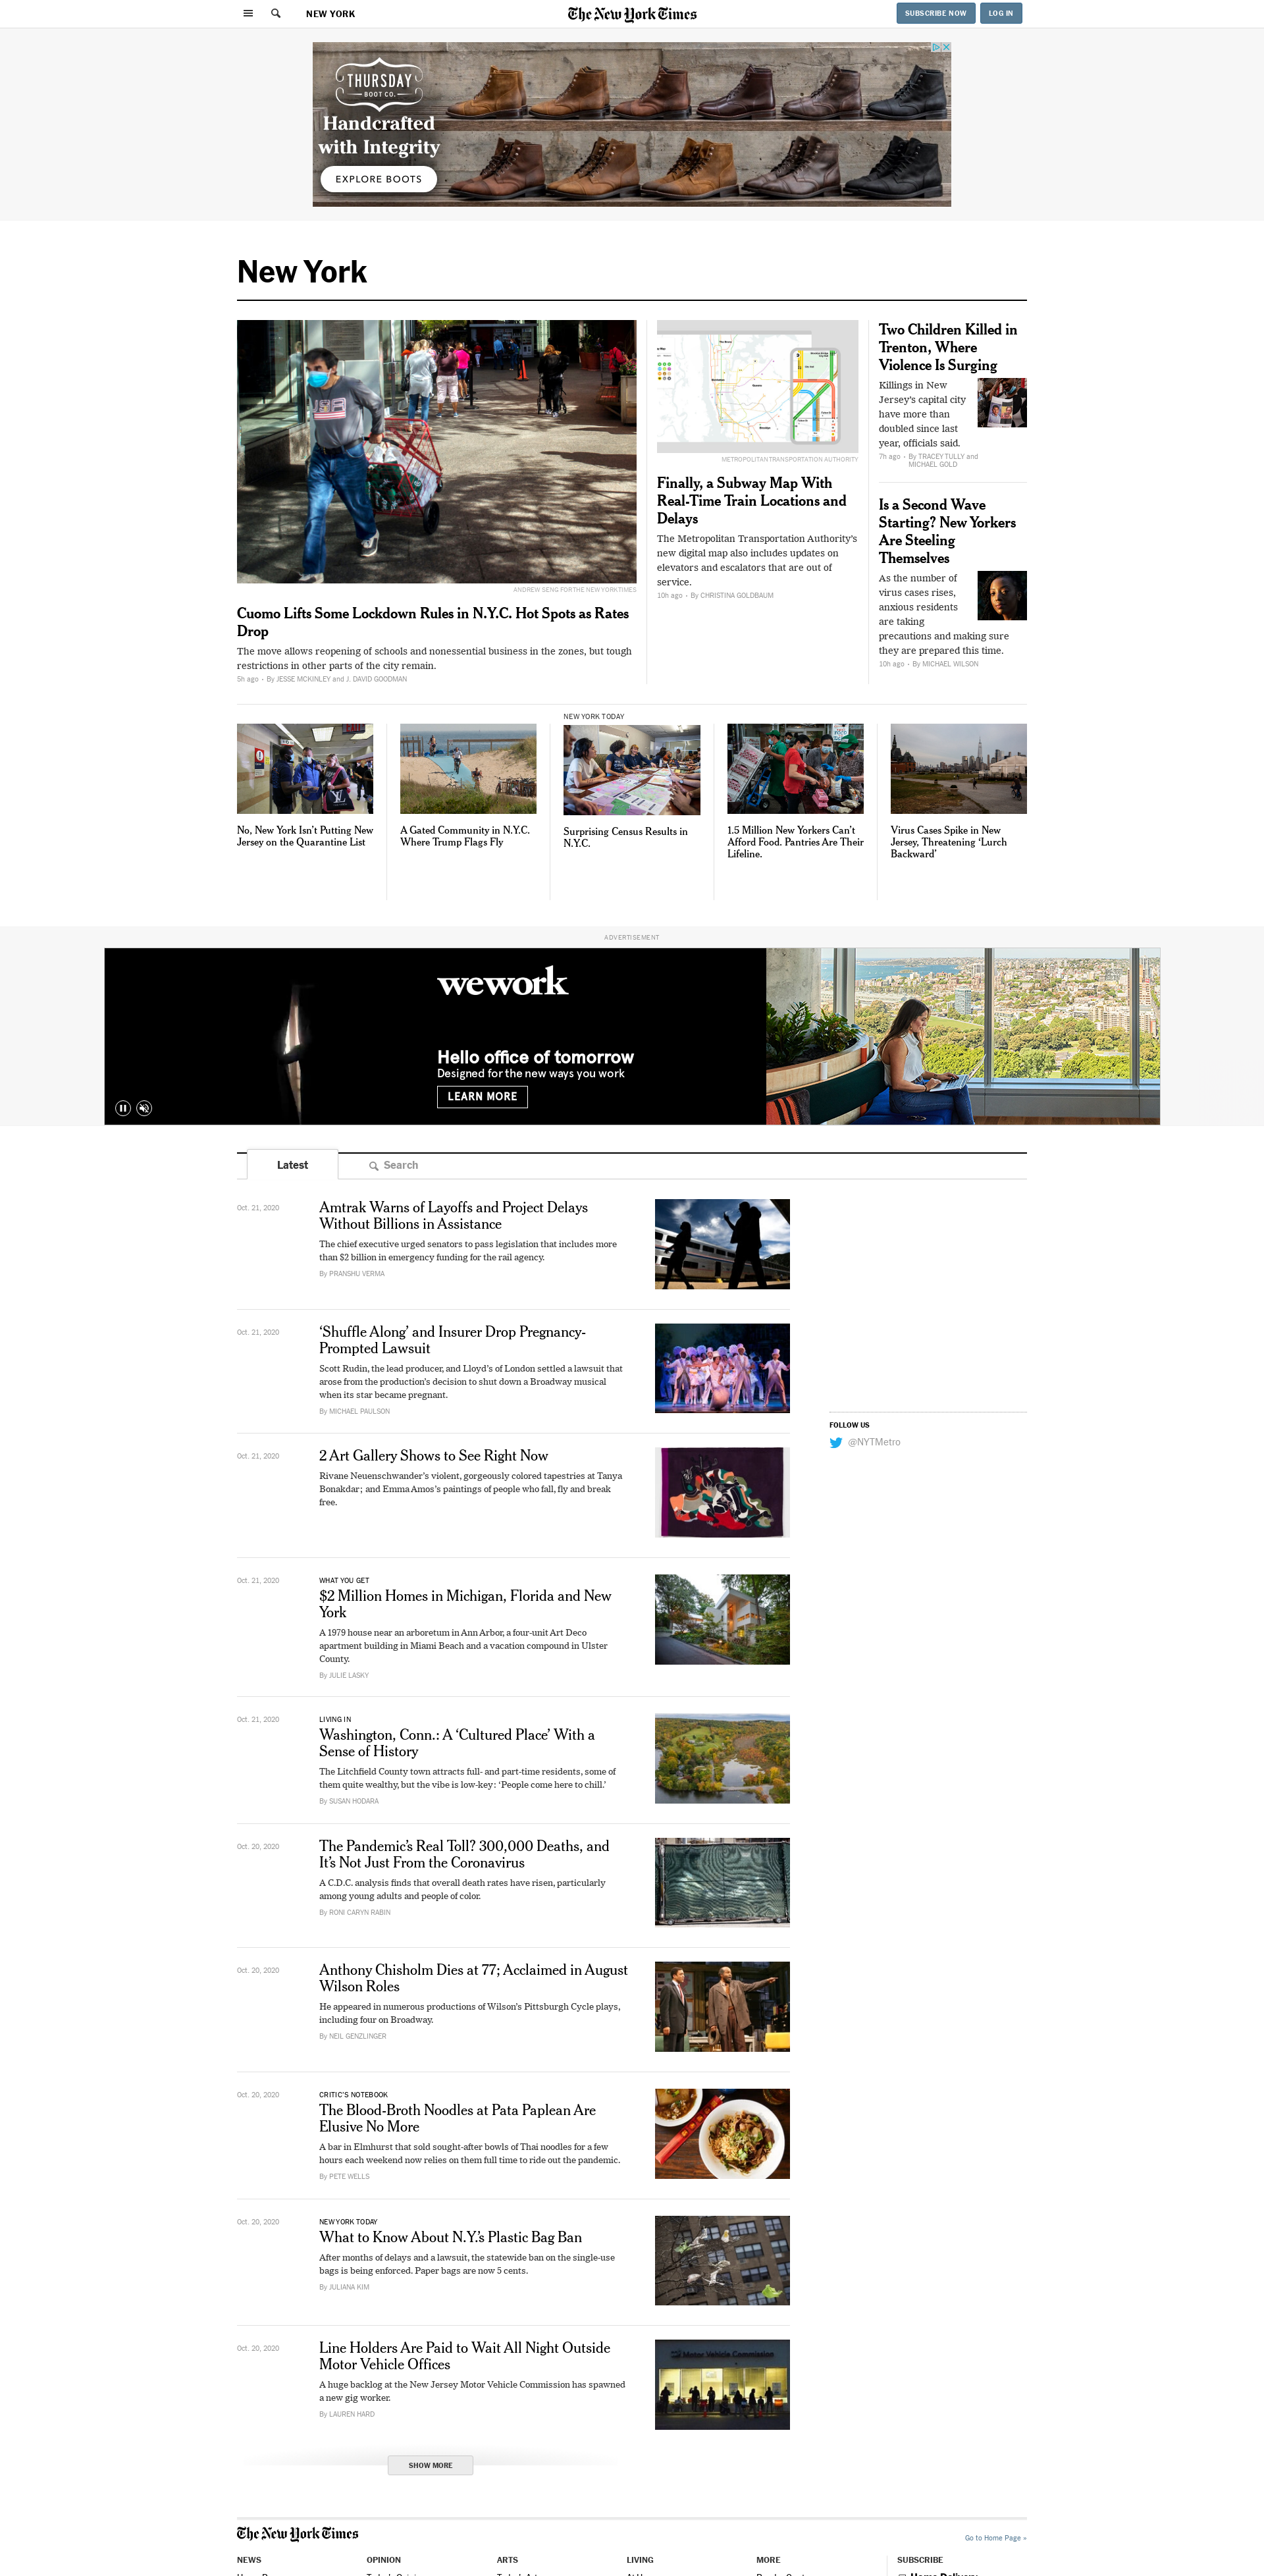 NEW YORK
The New York Times
SUBSCRIBE NOW
LOG IN
THURSDAY
BOOT CO.
Handcrafted
with Integrity
EXPLORE BOOTS
New York
ANDREW SENG FOR THE NEW YORK TIMES
Cuomo Lifts Some Lockdown Rules in N.Y.C. Hot Spots as Rates
Drop
The move allows reopening of schools and nonessential business in the zones, but tough
restrictions in other parts of the city remain.
5h ago • By JESSE MCKINLEY and J. DAVID GOODMAN
METROPOLITAN TRANSPORTATION AUTHORITY
Finally, a Subway Map With
Real-Time Train Locations and
Delays
The Metropolitan Transportation Authority's
new digital map also includes updates on
elevators and escalators that are out of
service.
10h ago • By CHRISTINA GOLDBAUM
Two Children Killed in
Trenton, Where
Violence Is Surging
Killings in New
Jersey's capital city
have more than
doubled since last
year, officials said.
7h ago • By TRACEY TULLY and
MICHAEL GOLD
Is a Second Wave
Starting? New Yorkers
Are Steeling
Themselves
As the number of
virus cases rises,
anxious residents
are taking
precautions and making sure
they are prepared this time.
10h ago • By MICHAEL WILSON
No, New York Isn't Putting New
Jersey on the Quarantine List
A Gated Community in N.Y.C.
Where Trump Flags Fly
NEW YORK TODAY
Surprising Census Results in
N.Y.C.
1.5 Million New Yorkers Can't
Afford Food. Pantries Are Their
Lifeline.
Virus Cases Spike in New
Jersey, Threatening 'Lurch
Backward'
ADVERTISEMENT
wework
Hello office of tomorrow
Designed for the new ways you work
LEARN MORE
Latest
Search
Oct. 21, 2020
Amtrak Warns of Layoffs and Project Delays
Without Billions in Assistance
The chief executive urged senators to pass legislation that includes more
than $2 billion in emergency funding for the rail agency.
By PRANSHU VERMA
Oct. 21, 2020
'Shuffle Along' and Insurer Drop Pregnancy-
Prompted Lawsuit
Scott Rudin, the lead producer, and Lloyd's of London settled a lawsuit that
arose from the production's decision to shut down a Broadway musical
when its star became pregnant.
By MICHAEL PAULSON
FOLLOW US
@NYTMetro
Oct. 21, 2020
2 Art Gallery Shows to See Right Now
Rivane Neuenschwander's violent, gorgeously colored tapestries at Tanya
Bonakdar; and Emma Amos's paintings of people who fall, fly and break
free.
Oct. 21, 2020
WHAT YOU GET
$2 Million Homes in Michigan, Florida and New
York
A 1979 house near an arboretum in Ann Arbor, a four-unit Art Deco
apartment building in Miami Beach and a vacation compound in Ulster
County.
By JULIE LASKY
Oct. 21, 2020
LIVING IN
Washington, Conn.: A 'Cultured Place' With a
Sense of History
The Litchfield County town attracts full- and part-time residents, some of
them quite wealthy, but the vibe is low-key: 'People come here to chill.'
By SUSAN HODARA
Oct. 20, 2020
The Pandemic's Real Toll? 300,000 Deaths, and
It's Not Just From the Coronavirus
A C.D.C. analysis finds that overall death rates have risen, particularly
among young adults and people of color.
By RONI CARYN RABIN
Oct. 20, 2020
Anthony Chisholm Dies at 77; Acclaimed in August
Wilson Roles
He appeared in numerous productions of Wilson's Pittsburgh Cycle plays,
including four on Broadway.
By NEIL GENZLINGER
Oct. 20, 2020
CRITIC'S NOTEBOOK
The Blood-Broth Noodles at Pata Paplean Are
Elusive No More
A bar in Elmhurst that sold sought-after bowls of Thai noodles for a few
hours each weekend now relies on them full time to ride out the pandemic.
By PETE WELLS
Oct. 20, 2020
NEW YORK TODAY
What to Know About N.Y.'s Plastic Bag Ban
After months of delays and a lawsuit, the statewide ban on the single-use
bags is being enforced. Paper bags are now 5 cents.
By JULIANA KIM
Oct. 20, 2020
Line Holders Are Paid to Wait All Night Outside
Motor Vehicle Offices
A huge backlog at the New Jersey Motor Vehicle Commission has spawned
a new gig worker.
By LAUREN HARD
SHOW MORE
The New York Times
Go to Home Page »
NEWS
OPINION
ARTS
LIVING
MORE
SUBSCRIBE